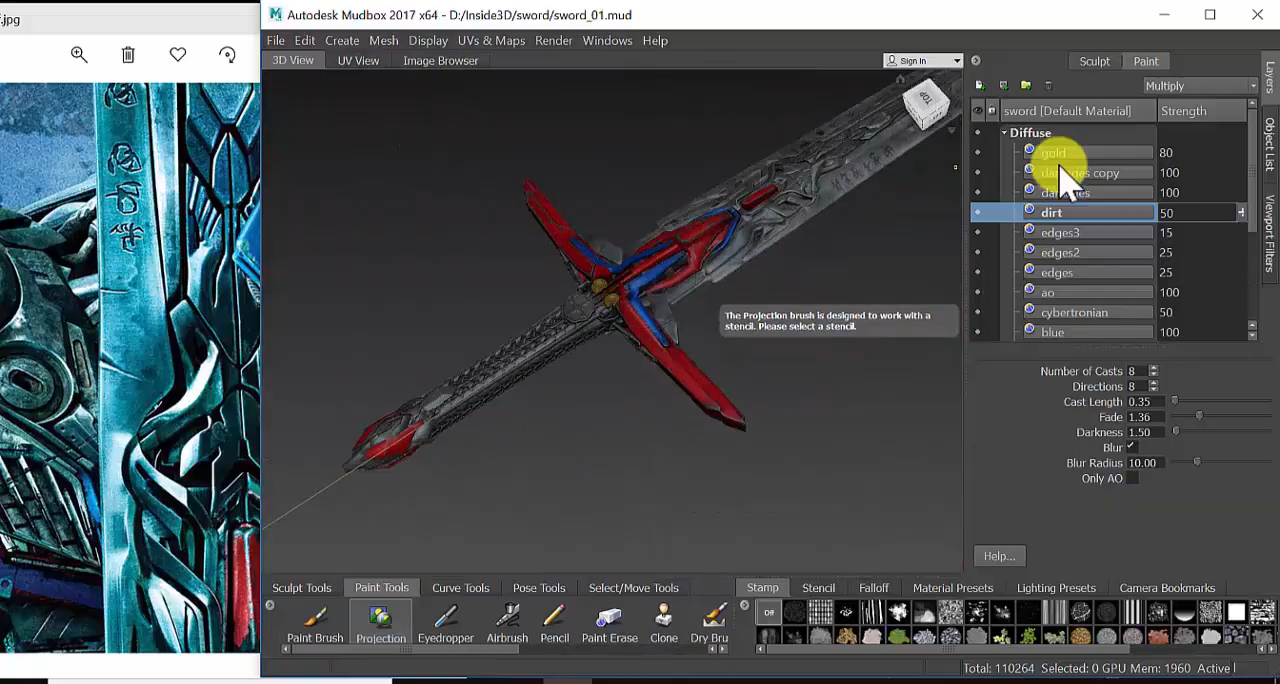 f.jpg
Autodesk Mudbox 2017 x64 - D:/Inside3D/sword/sword_01.mud
File Edit Create Mesh Display UVs & Maps Render Windows Help
3D View UV View Image Browser
Sign In
TOP
Sculpt Paint
Multiply
sword [Default Material] Strength
Diffuse
gold 80
damages copy 100
damages 100
dirt 50
edges3 15
edges2 25
edges 25
ao 100
cybertronian 50
blue 100
Layers
Object List
Viewport Filters
The Projection brush is designed to work with a
stencil. Please select a stencil.
Number of Casts 8
Directions 8
Cast Length 0.35
Fade 1.36
Darkness 1.50
Blur
Blur Radius 10.00
Only AO
Help...
Sculpt Tools Paint Tools Curve Tools Pose Tools Select/Move Tools
Stamp Stencil Falloff Material Presets Lighting Presets Camera Bookmarks
Off
Paint Brush Projection Eyedropper Airbrush Pencil Paint Erase Clone Dry Bru
Total: 110264 Selected: 0 GPU Mem: 1960 Active